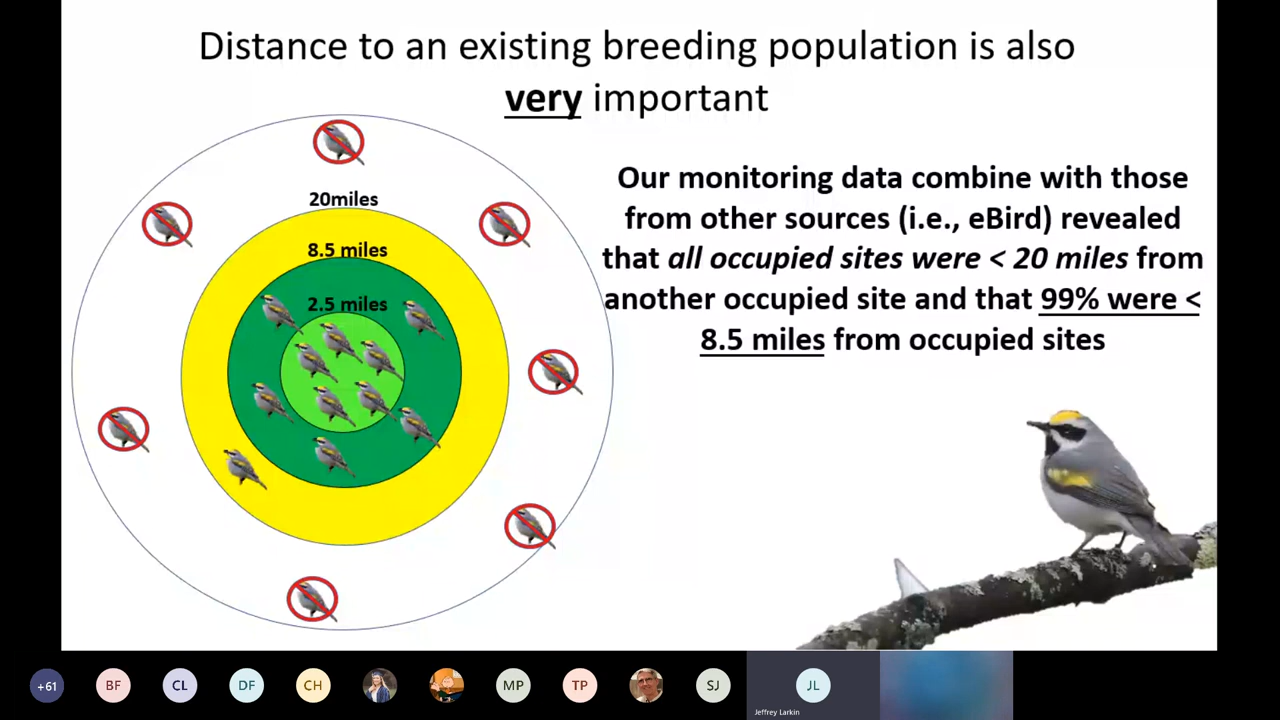 Distance to an existing breeding population is also
very important
20miles
8.5 miles
2.5 miles
Our monitoring data combine with those
from other sources (i.e., eBird) revealed
that all occupied sites were < 20 miles from
another occupied site and that 99% were <
8.5 miles from occupied sites
+61
BF
CL
DF
CH
MP
TP
SJ
JL
Jeffrey Larkin